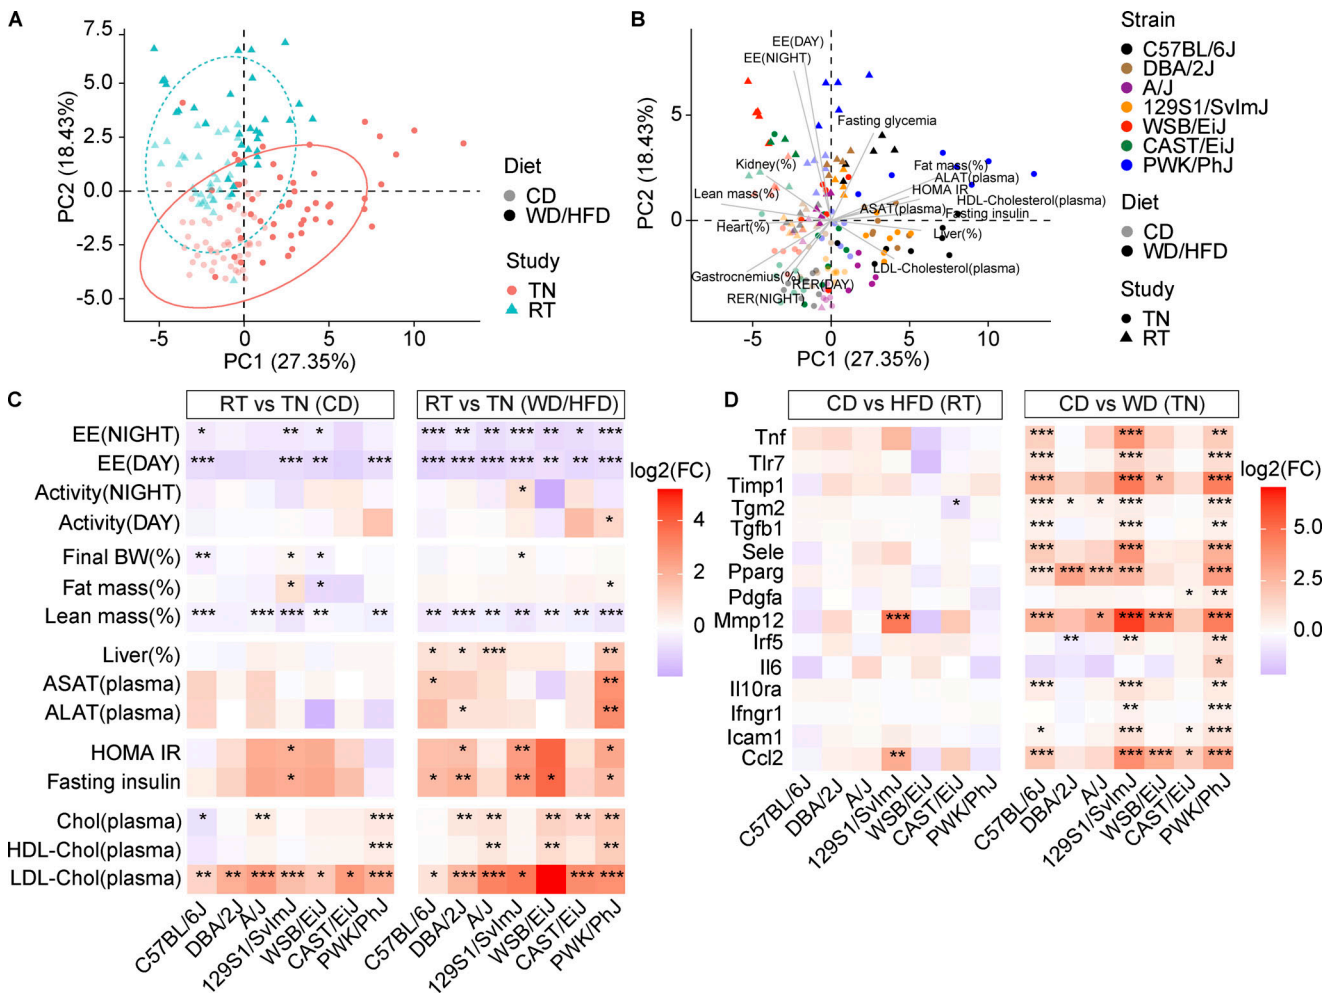 A
7.5
5.0
2.5
0.0
-2.5
-5.0
PC2 (18.43%)
-5
0
5
10
PC1 (27.35%)
Diet
CD
WD/HFD
Study
TN
RT
B
5
0
PC2 (18.43%)
-5
0
5
10
PC1 (27.35%)
EE(DAY)
EE(NIGHT)
Fasting glycemia
Kidney(%)
Fat mass(%)
ALAT(plasma)
Lean mass(%)
HOMA IR
HDL-Cholesterol(plasma)
ASAT(plasma)
Fasting insulin
Heart(%)
Liver(%)
LDL-Cholesterol(plasma)
Gastrocnemius(%)
RER(DAY)
RER(NIGHT)
Strain
C57BL/6J
DBA/2J
A/J
129S1/SvImJ
WSB/EiJ
CAST/EiJ
PWK/PhJ
Diet
CD
WD/HFD
Study
TN
RT
C
RT vs TN (CD)
RT vs TN (WD/HFD)
EE(NIGHT) * ** * *** ** ** *** ** * ***
EE(DAY) *** *** ** *** *** *** *** *** ** ** ***
Activity(NIGHT) *
Activity(DAY) *
Final BW(%) ** * * *
Fat mass(%) * * *
Lean mass(%) *** *** *** ** ** ** *** ** ** ** ** ***
Liver(%) * * *** **
ASAT(plasma) * **
ALAT(plasma) * **
HOMA IR * * ** *
Fasting insulin * * ** ** * *
Chol(plasma) * ** *** ** ** ** ** **
HDL-Chol(plasma) *** ** ** **
LDL-Chol(plasma) ** ** *** *** * * *** * *** *** * *** ***
C57BL/6J
DBA/2J
A/J
129S1/SvImJ
WSB/EiJ
CAST/EiJ
PWK/PhJ
C57BL/6J
DBA/2J
A/J
129S1/SvImJ
WSB/EiJ
CAST/EiJ
PWK/PhJ
log2(FC)
4
2
0
D
CD vs HFD (RT)
CD vs WD (TN)
Tnf *** *** **
Tlr7 *** *** ***
Timp1 *** *** * ***
Tgm2 * *** * * *** ***
Tgfb1 *** *** **
Sele *** *** ***
Pparg *** *** *** *** ***
Pdgfa * **
Mmp12 *** *** * *** *** ***
Irf5 ** ** **
Il6 *
Il10ra *** *** **
Ifngr1 ** ***
Icam1 * *** * ***
Ccl2 ** *** *** *** * ***
C57BL/6J
DBA/2J
A/J
129S1/SvImJ
WSB/EiJ
CAST/EiJ
PWK/PhJ
C57BL/6J
DBA/2J
A/J
129S1/SvImJ
WSB/EiJ
CAST/EiJ
PWK/PhJ
log2(FC)
5.0
2.5
0.0